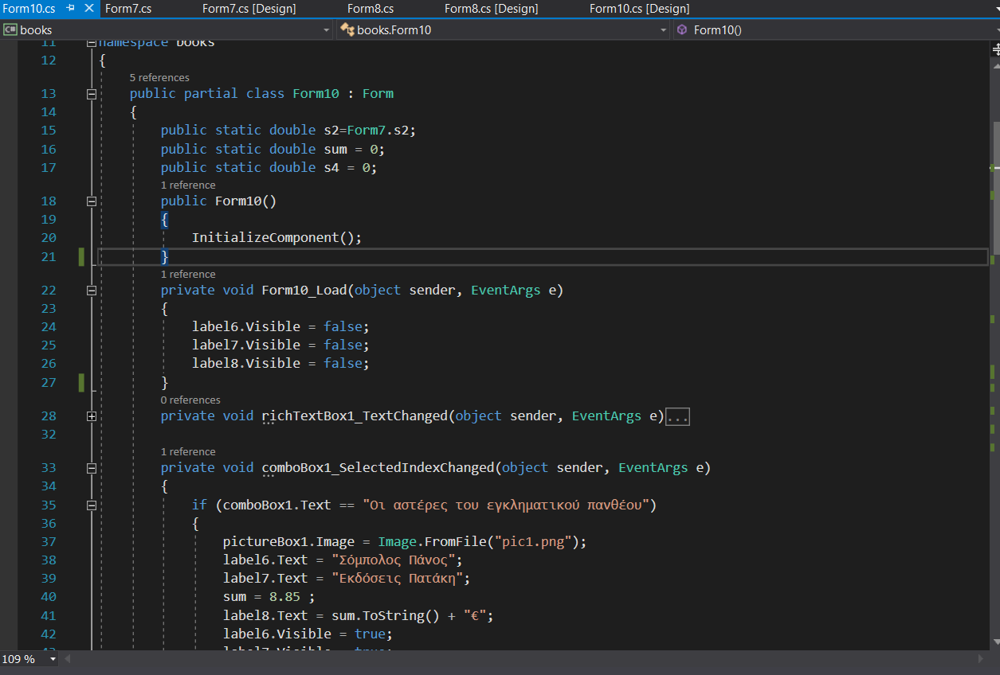 Form10.cs Form7.cs Form7.cs [Design] Form8.cs Form8.cs [Design] Form10.cs [Design]
C# books books.Form10 Form10()
11 namespace books
12 {
5 references
13 public partial class Form10 : Form
14 {
15 public static double s2=Form7.s2;
16 public static double sum = 0;
17 public static double s4 = 0;
1 reference
18 public Form10()
19 {
20 InitializeComponent();
21 }
1 reference
22 private void Form10_Load(object sender, EventArgs e)
23 {
24 label6.Visible = false;
25 label7.Visible = false;
26 label8.Visible = false;
27 }
0 references
28 private void richTextBox1_TextChanged(object sender, EventArgs e)...
32
1 reference
33 private void comboBox1_SelectedIndexChanged(object sender, EventArgs e)
34 {
35 if (comboBox1.Text == "Οι αστέρες του εγκληματικού πανθέου")
36 {
37 pictureBox1.Image = Image.FromFile("pic1.png");
38 label6.Text = "Σόμπολος Πάνος";
39 label7.Text = "Εκδόσεις Πατάκη";
40 sum = 8.85 ;
41 label8.Text = sum.ToString() + "€";
42 label6.Visible = true;
43 label7.Visible = true;
109 %